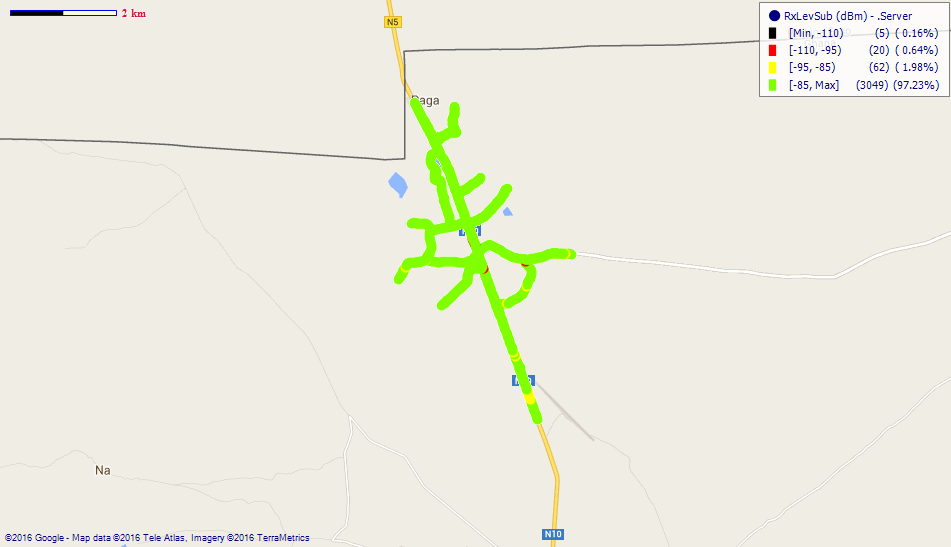 2 km
N5
RxLevSub (dBm) - .Server
[Min, -110) (5) ( 0.16%)
[-110, -95) (20) ( 0.64%)
[-95, -85) (62) ( 1.98%)
[-85, Max] (3049) (97.23%)
Na
N10
©2016 Google - Map data ©2016 Tele Atlas, Imagery ©2016 TerraMetrics